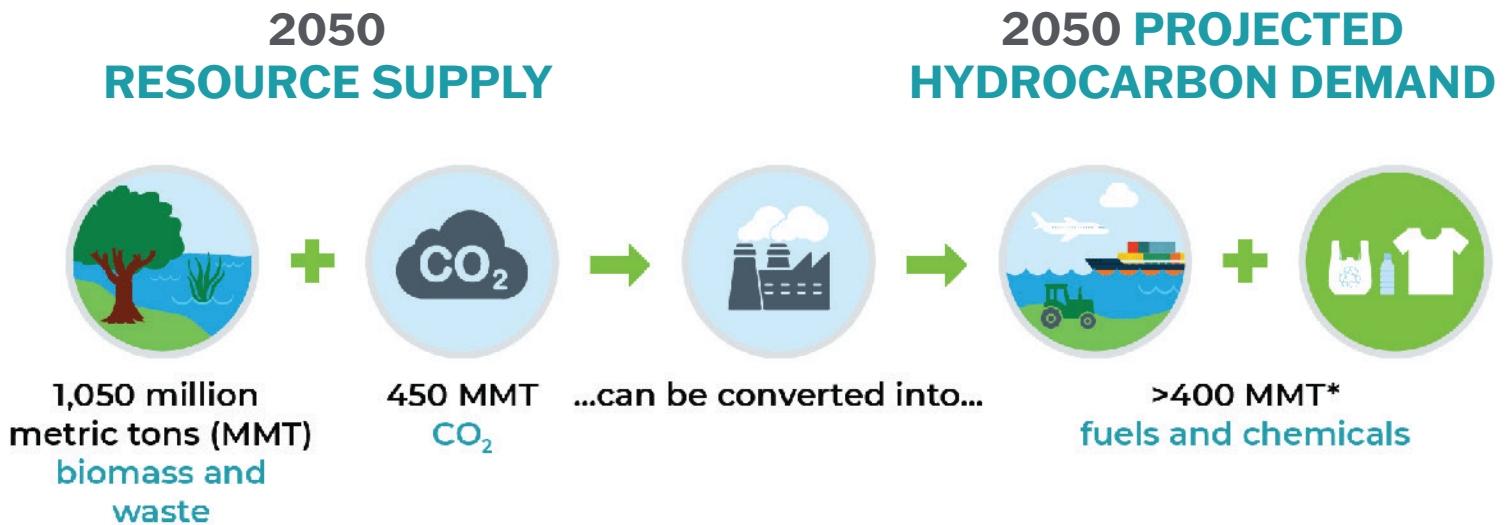 2050
RESOURCE SUPPLY
2050 PROJECTED
HYDROCARBON DEMAND
CO₂
1,050 million
metric tons (MMT)
biomass and
waste
450 MMT
CO₂
...can be converted into...
>400 MMT*
fuels and chemicals